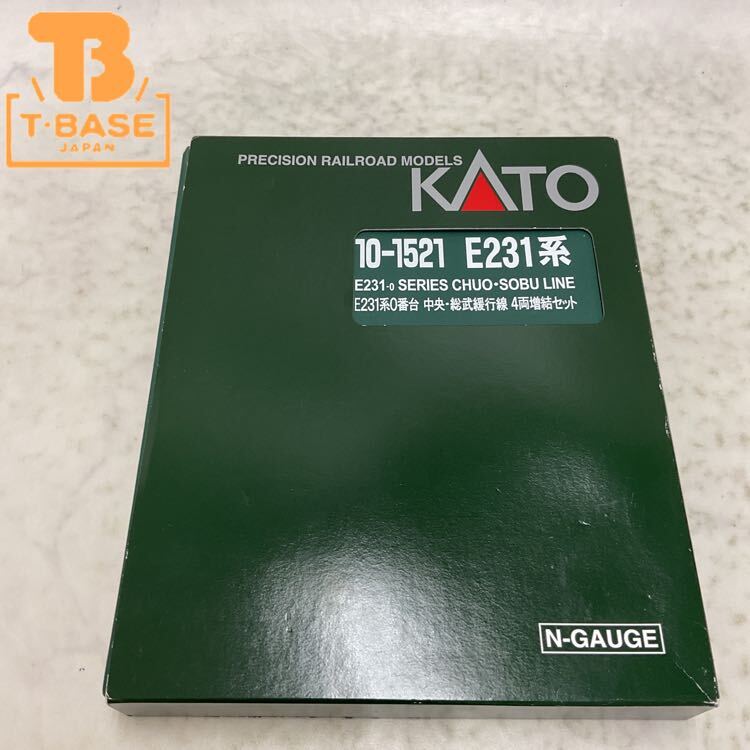 TB
T·BASE
JAPAN
PRECISION RAILROAD MODELS
KATO
10-1521 E231系
E231-0 SERIES CHUO・SOBU LINE
E231系0番台 中央・総武緩行線 4両増結セット
N-GAUGE